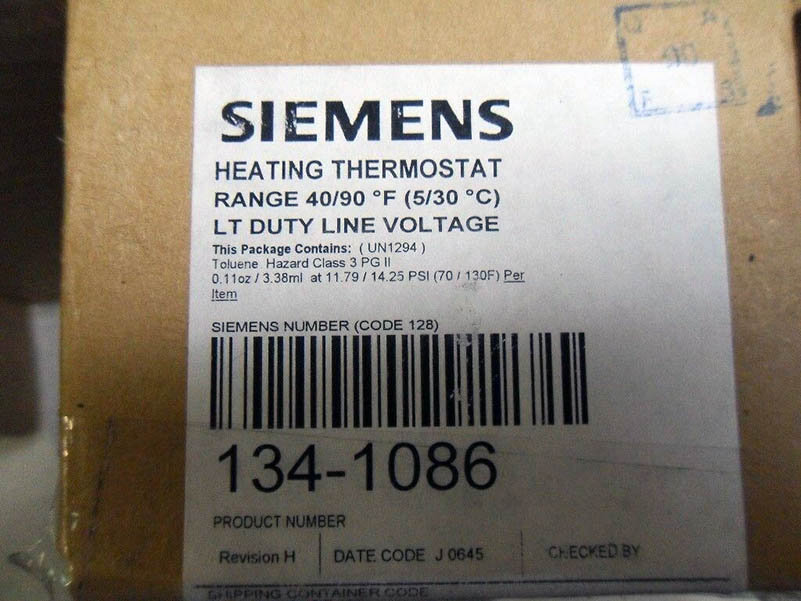 SIEMENS
HEATING THERMOSTAT
RANGE 40/90 °F (5/30 °C)
LT DUTY LINE VOLTAGE
This Package Contains: ( UN1294 )
Toluene Hazard Class 3 PG II
0.11oz / 3.38ml at 11.79 / 14.25 PSI (70 / 130F) Per
Item
SIEMENS NUMBER (CODE 128)
134-1086
PRODUCT NUMBER
Revision H DATE CODE J 0645 CHECKED BY
SHIPPING CONTAINER CODE